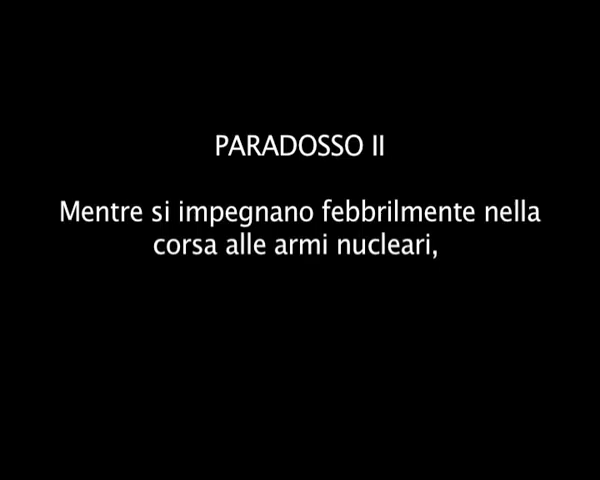 PARADOSSO II
Mentre si impegnano febbrilmente nella
corsa alle armi nucleari,